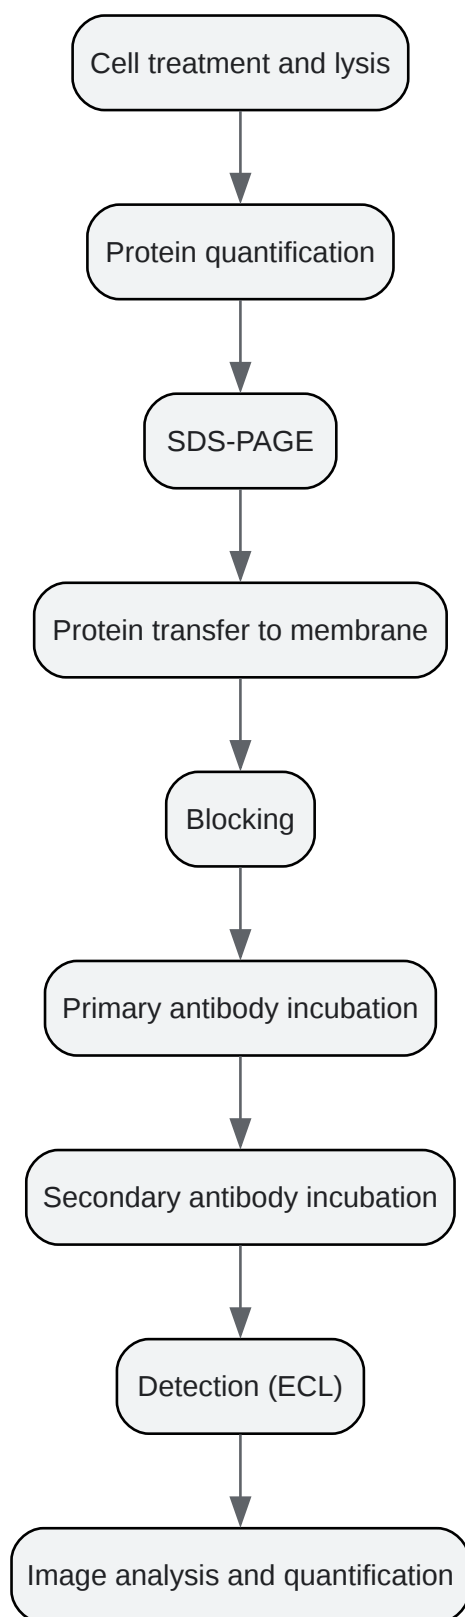 Cell treatment and lysis
Protein quantification
SDS-PAGE
Protein transfer to membrane
Blocking
Primary antibody incubation
Secondary antibody incubation
Detection (ECL)
Image analysis and quantification